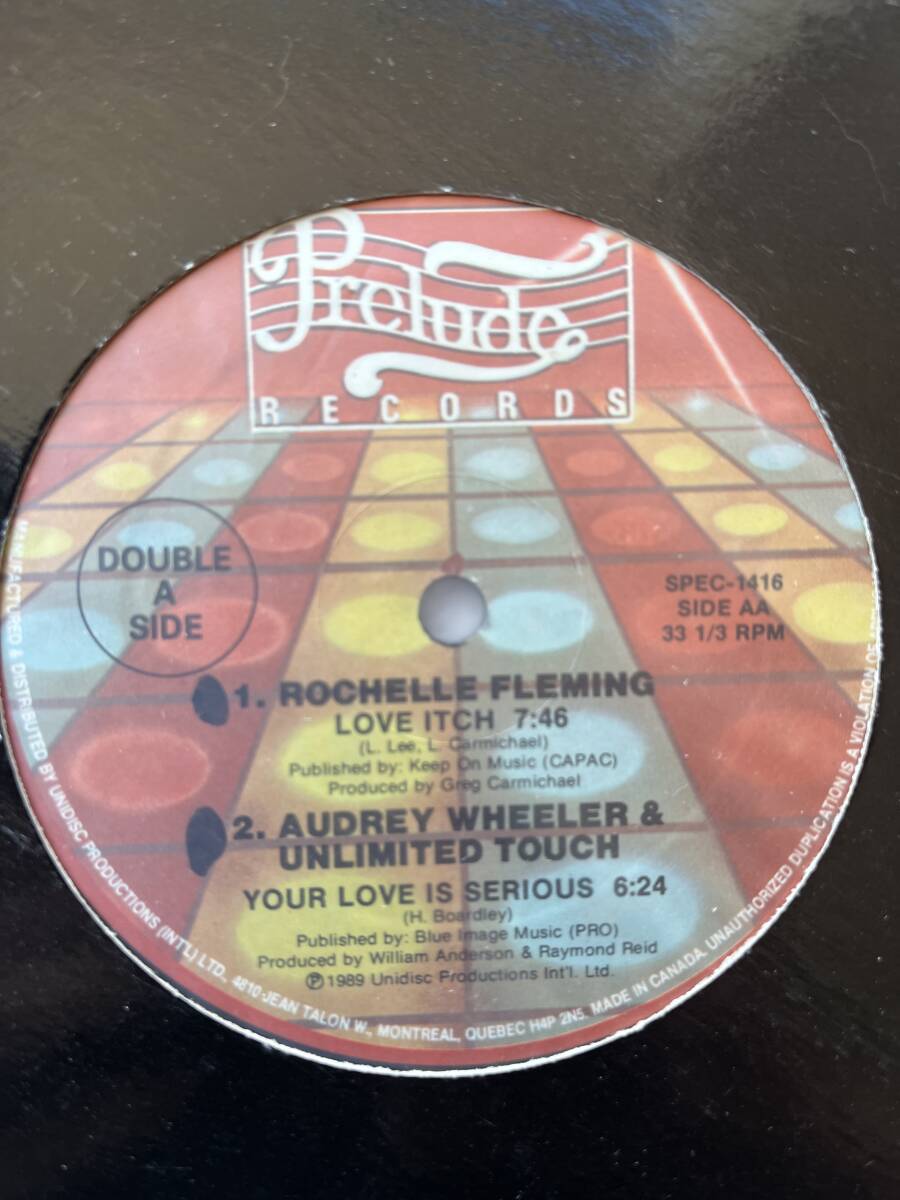 Prelude
RECORDS
DOUBLE
A
SIDE
SPEC-1416
SIDE AA
33 1/3 RPM
1. ROCHELLE FLEMING
LOVE ITCH 7:46
(L. Lee, L. Carmichael)
Published by: Keep On Music (CAPAC)
Produced by Greg Carmichael
2. AUDREY WHEELER &
UNLIMITED TOUCH
YOUR LOVE IS SERIOUS 6:24
(H. Boardley)
Published by: Blue Image Music (PRO)
Produced by William Anderson & Raymond Reid
℗ 1989 Unidisc Productions Int'l. Ltd.
MANUFACTURED & DISTRIBUTED BY UNIDISC PRODUCTIONS (INT'L) LTD., 4810 JEAN TALON W., MONTREAL, QUEBEC H4P 2N5. MADE IN CANADA. UNAUTHORIZED DUPLICATION IS A VIOLATION OF